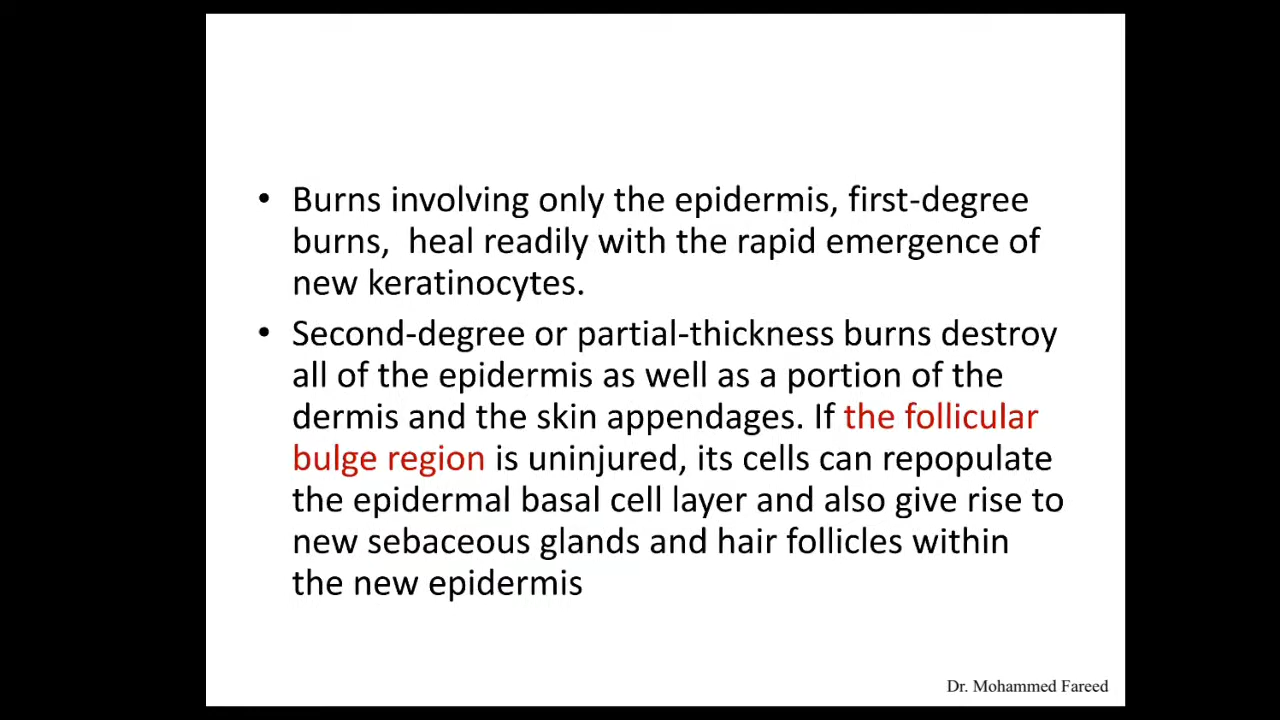 • Burns involving only the epidermis, first-degree
burns,  heal readily with the rapid emergence of
new keratinocytes.
• Second-degree or partial-thickness burns destroy
all of the epidermis as well as a portion of the
dermis and the skin appendages. If the follicular
bulge region is uninjured, its cells can repopulate
the epidermal basal cell layer and also give rise to
new sebaceous glands and hair follicles within
the new epidermis
Dr. Mohammed Fareed